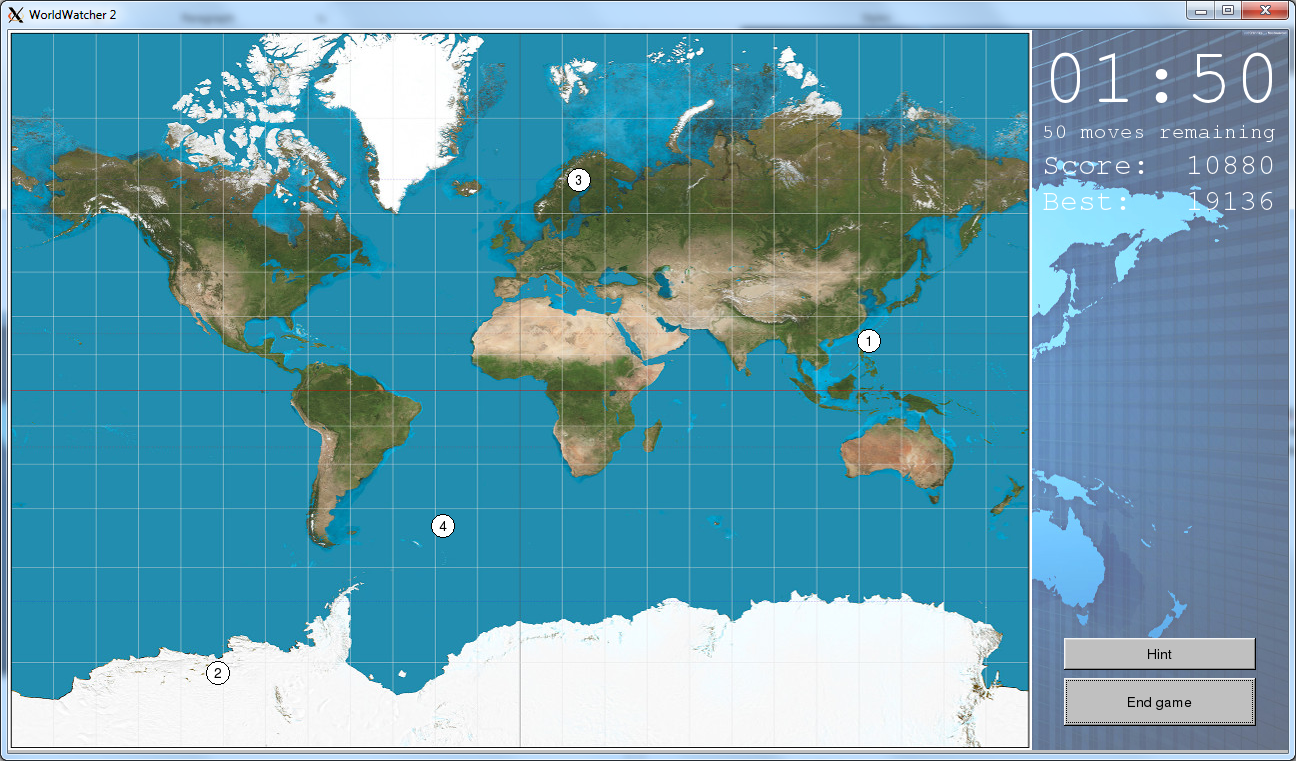 WorldWatcher 2
01:50
50 moves remaining
Score: 10880
Best: 19136
3
1
4
2
Hint
End game